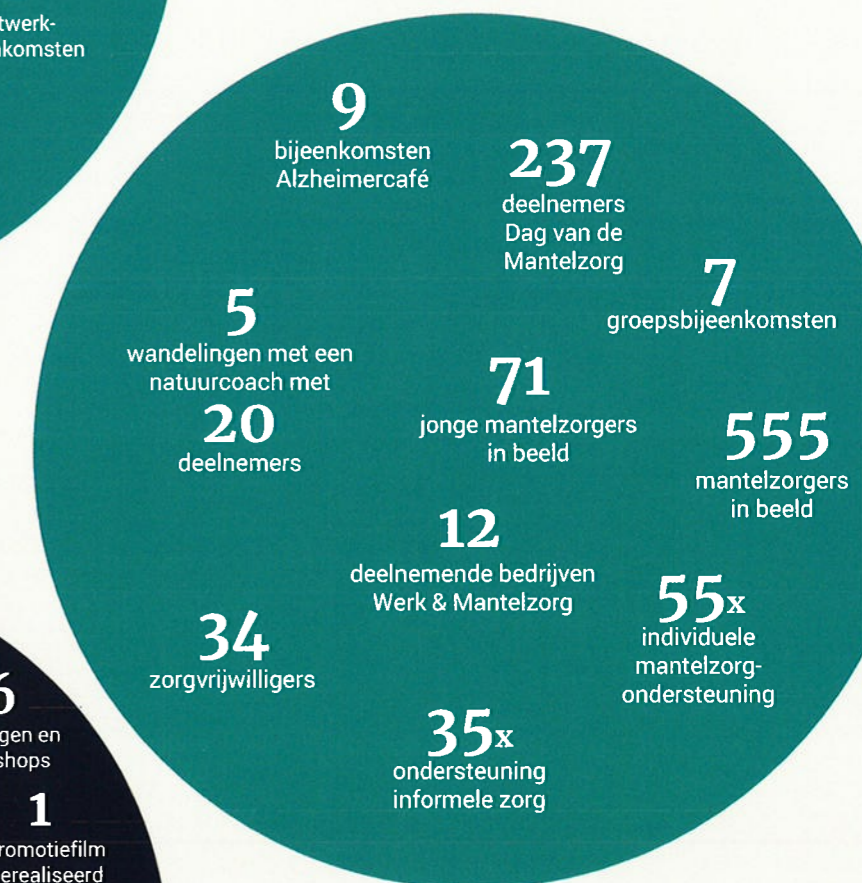 9
bijeenkomsten
Alzheimercafé
237
deelnemers
Dag van de
Mantelzorg
7
groepsbijeenkomsten
5
wandelingen met een
natuurcoach met
20
deelnemers
71
jonge mantelzorgers
in beeld
555
mantelzorgers
in beeld
12
deelnemende bedrijven
Werk & Mantelzorg
55x
individuele
mantelzorg-
ondersteuning
34
zorgvrijwilligers
35x
ondersteuning
informele zorg
1